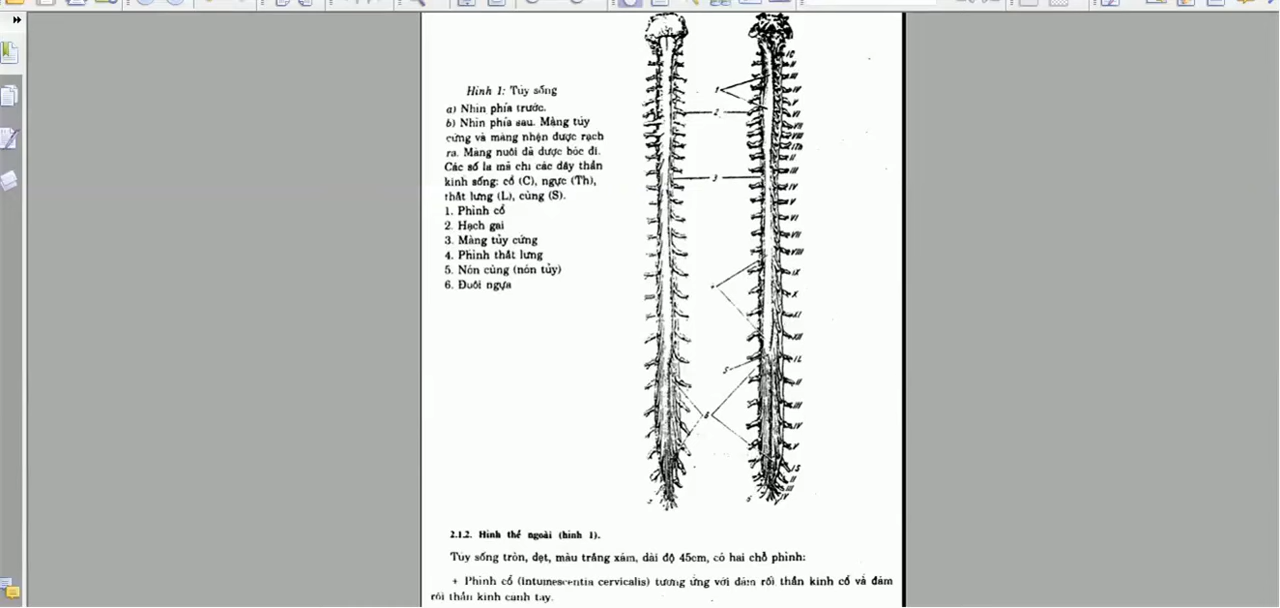 Hình 1: Tủy sống
a) Nhìn phía trước.
b) Nhìn phía sau. Màng tủy
cứng và màng nhện được rạch
ra. Màng nuôi đã được bóc đi.
Các số la mã chỉ các dây thần
kinh sống: cổ (C), ngực (Th),
thắt lưng (L), cùng (S).
1. Phình cổ
2. Hạch gai
3. Màng tủy cứng
4. Phình thắt lưng
5. Nón cùng (nón tủy)
6. Đuôi ngựa
1
2
3
5
2.1.2. Hình thể ngoài (hình 1).
Tủy sống tròn, dẹt, màu trắng xám, dài độ 45cm, có hai chỗ phình:
+ Phình cổ (Intumescentia cervicalis) tương ứng với đám rối thần kinh cổ và đám
rối thần kinh cánh tay.